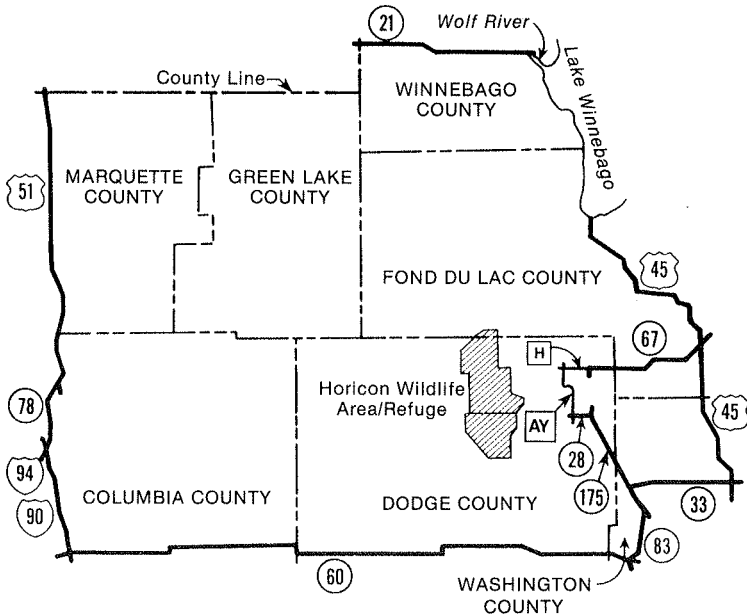 21
Wolf River
Lake Winnebago
County Line
WINNEBAGO
COUNTY
51
MARQUETTE
COUNTY
GREEN LAKE
COUNTY
FOND DU LAC COUNTY
45
H
67
Horicon Wildlife
Area/Refuge
78
AY
45
28
94
175
90
COLUMBIA COUNTY
DODGE COUNTY
33
83
60
WASHINGTON
COUNTY